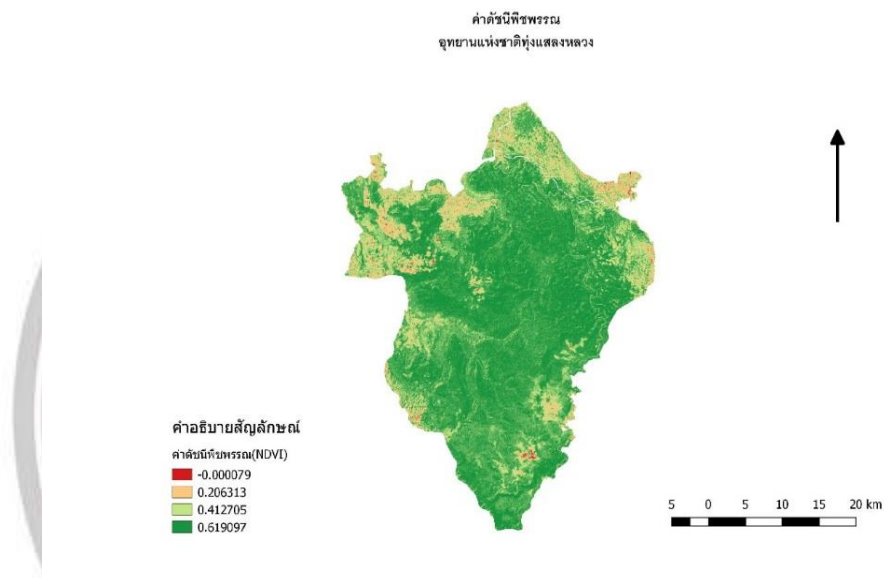 ค่าดัชนีพืชพรรณ
อุทยานแห่งชาติทุ่งแสลงหลวง
คำอธิบายสัญลักษณ์
ค่าดัชนีพืชพรรณ(NDVI)
-0.000079
0.206313
0.412705
0.619097
5 0 5 10 15 20 km